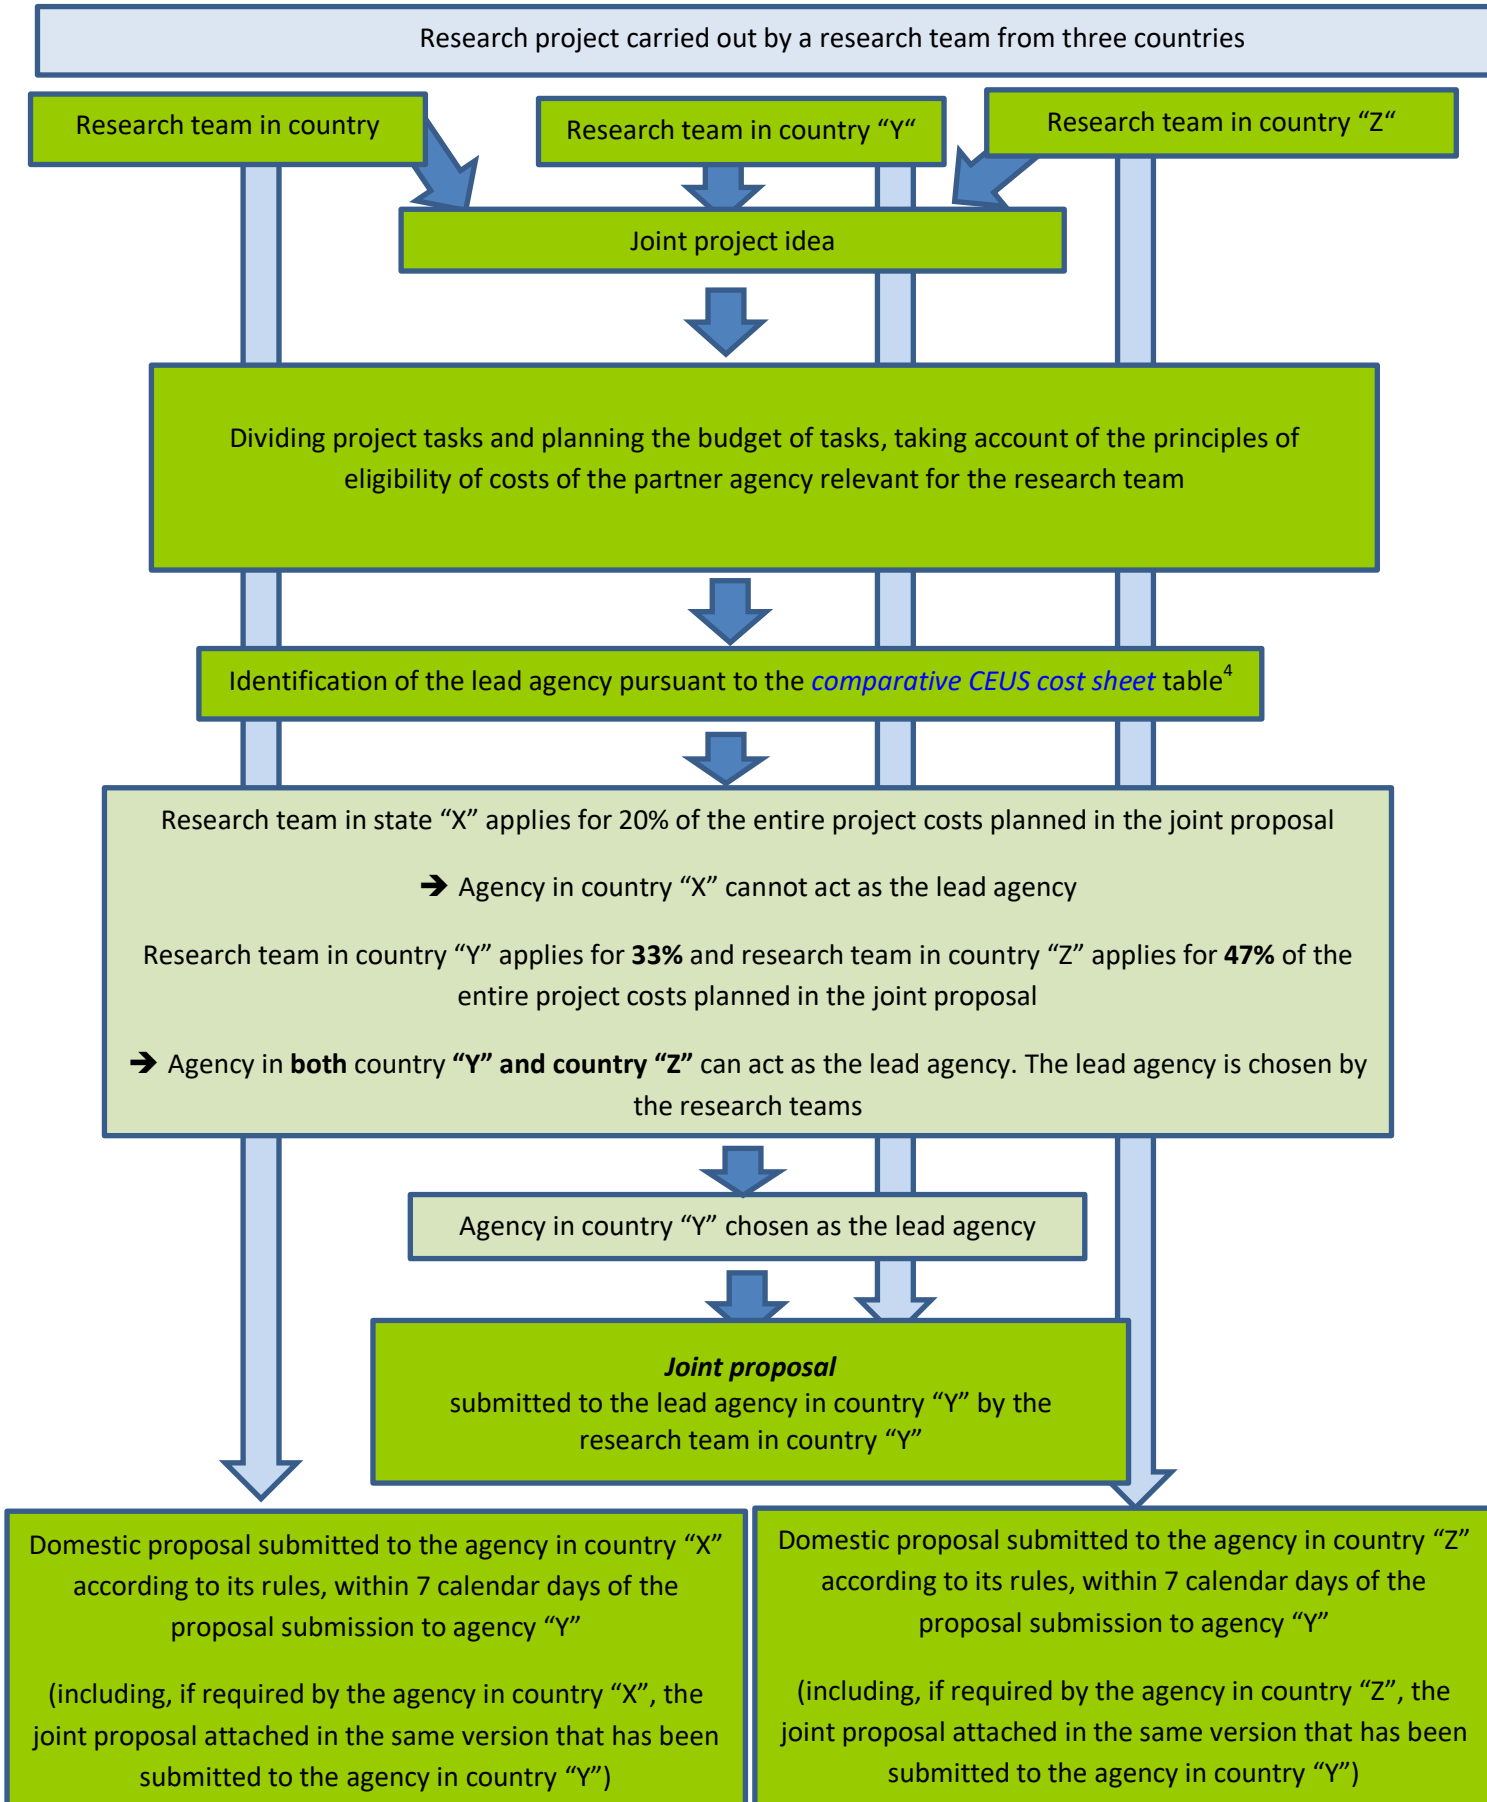 Research project carried out by a research team from three countries
Research team in country
Research team in country “Y“
Research team in country “Z“
Joint project idea
Dividing project tasks and planning the budget of tasks, taking account of the principles of
eligibility of costs of the partner agency relevant for the research team
Identification of the lead agency pursuant to the comparative CEUS cost sheet table4
Research team in state “X” applies for 20% of the entire project costs planned in the joint proposal
➔ Agency in country “X” cannot act as the lead agency
Research team in country “Y” applies for 33% and research team in country “Z” applies for 47% of the
entire project costs planned in the joint proposal
➔ Agency in both country “Y” and country “Z” can act as the lead agency. The lead agency is chosen by
the research teams
Agency in country “Y” chosen as the lead agency
Joint proposal
submitted to the lead agency in country “Y” by the
research team in country “Y”
Domestic proposal submitted to the agency in country “X”
according to its rules, within 7 calendar days of the
proposal submission to agency “Y”
(including, if required by the agency in country “X”, the
joint proposal attached in the same version that has been
submitted to the agency in country “Y”)
Domestic proposal submitted to the agency in country “Z”
according to its rules, within 7 calendar days of the
proposal submission to agency “Y”
(including, if required by the agency in country “Z”, the
joint proposal attached in the same version that has been
submitted to the agency in country “Y”)